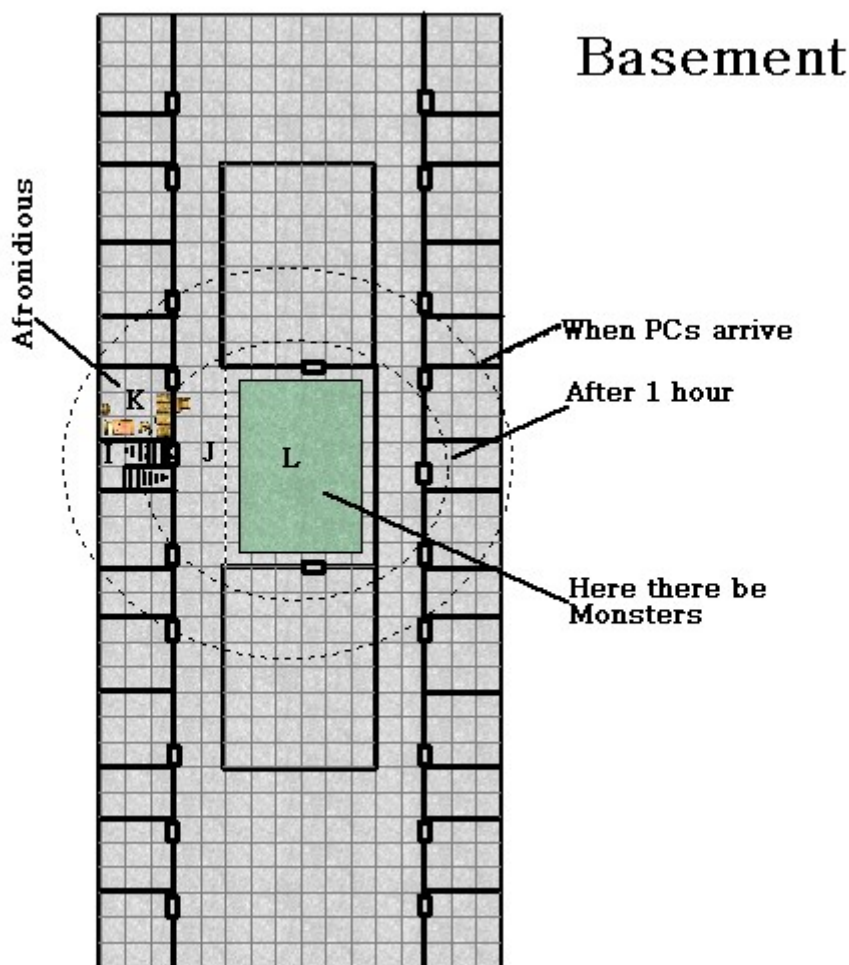 Basement
Afronidious
When PCs arrive
After 1 hour
K
I
J
L
Here there be
Monsters